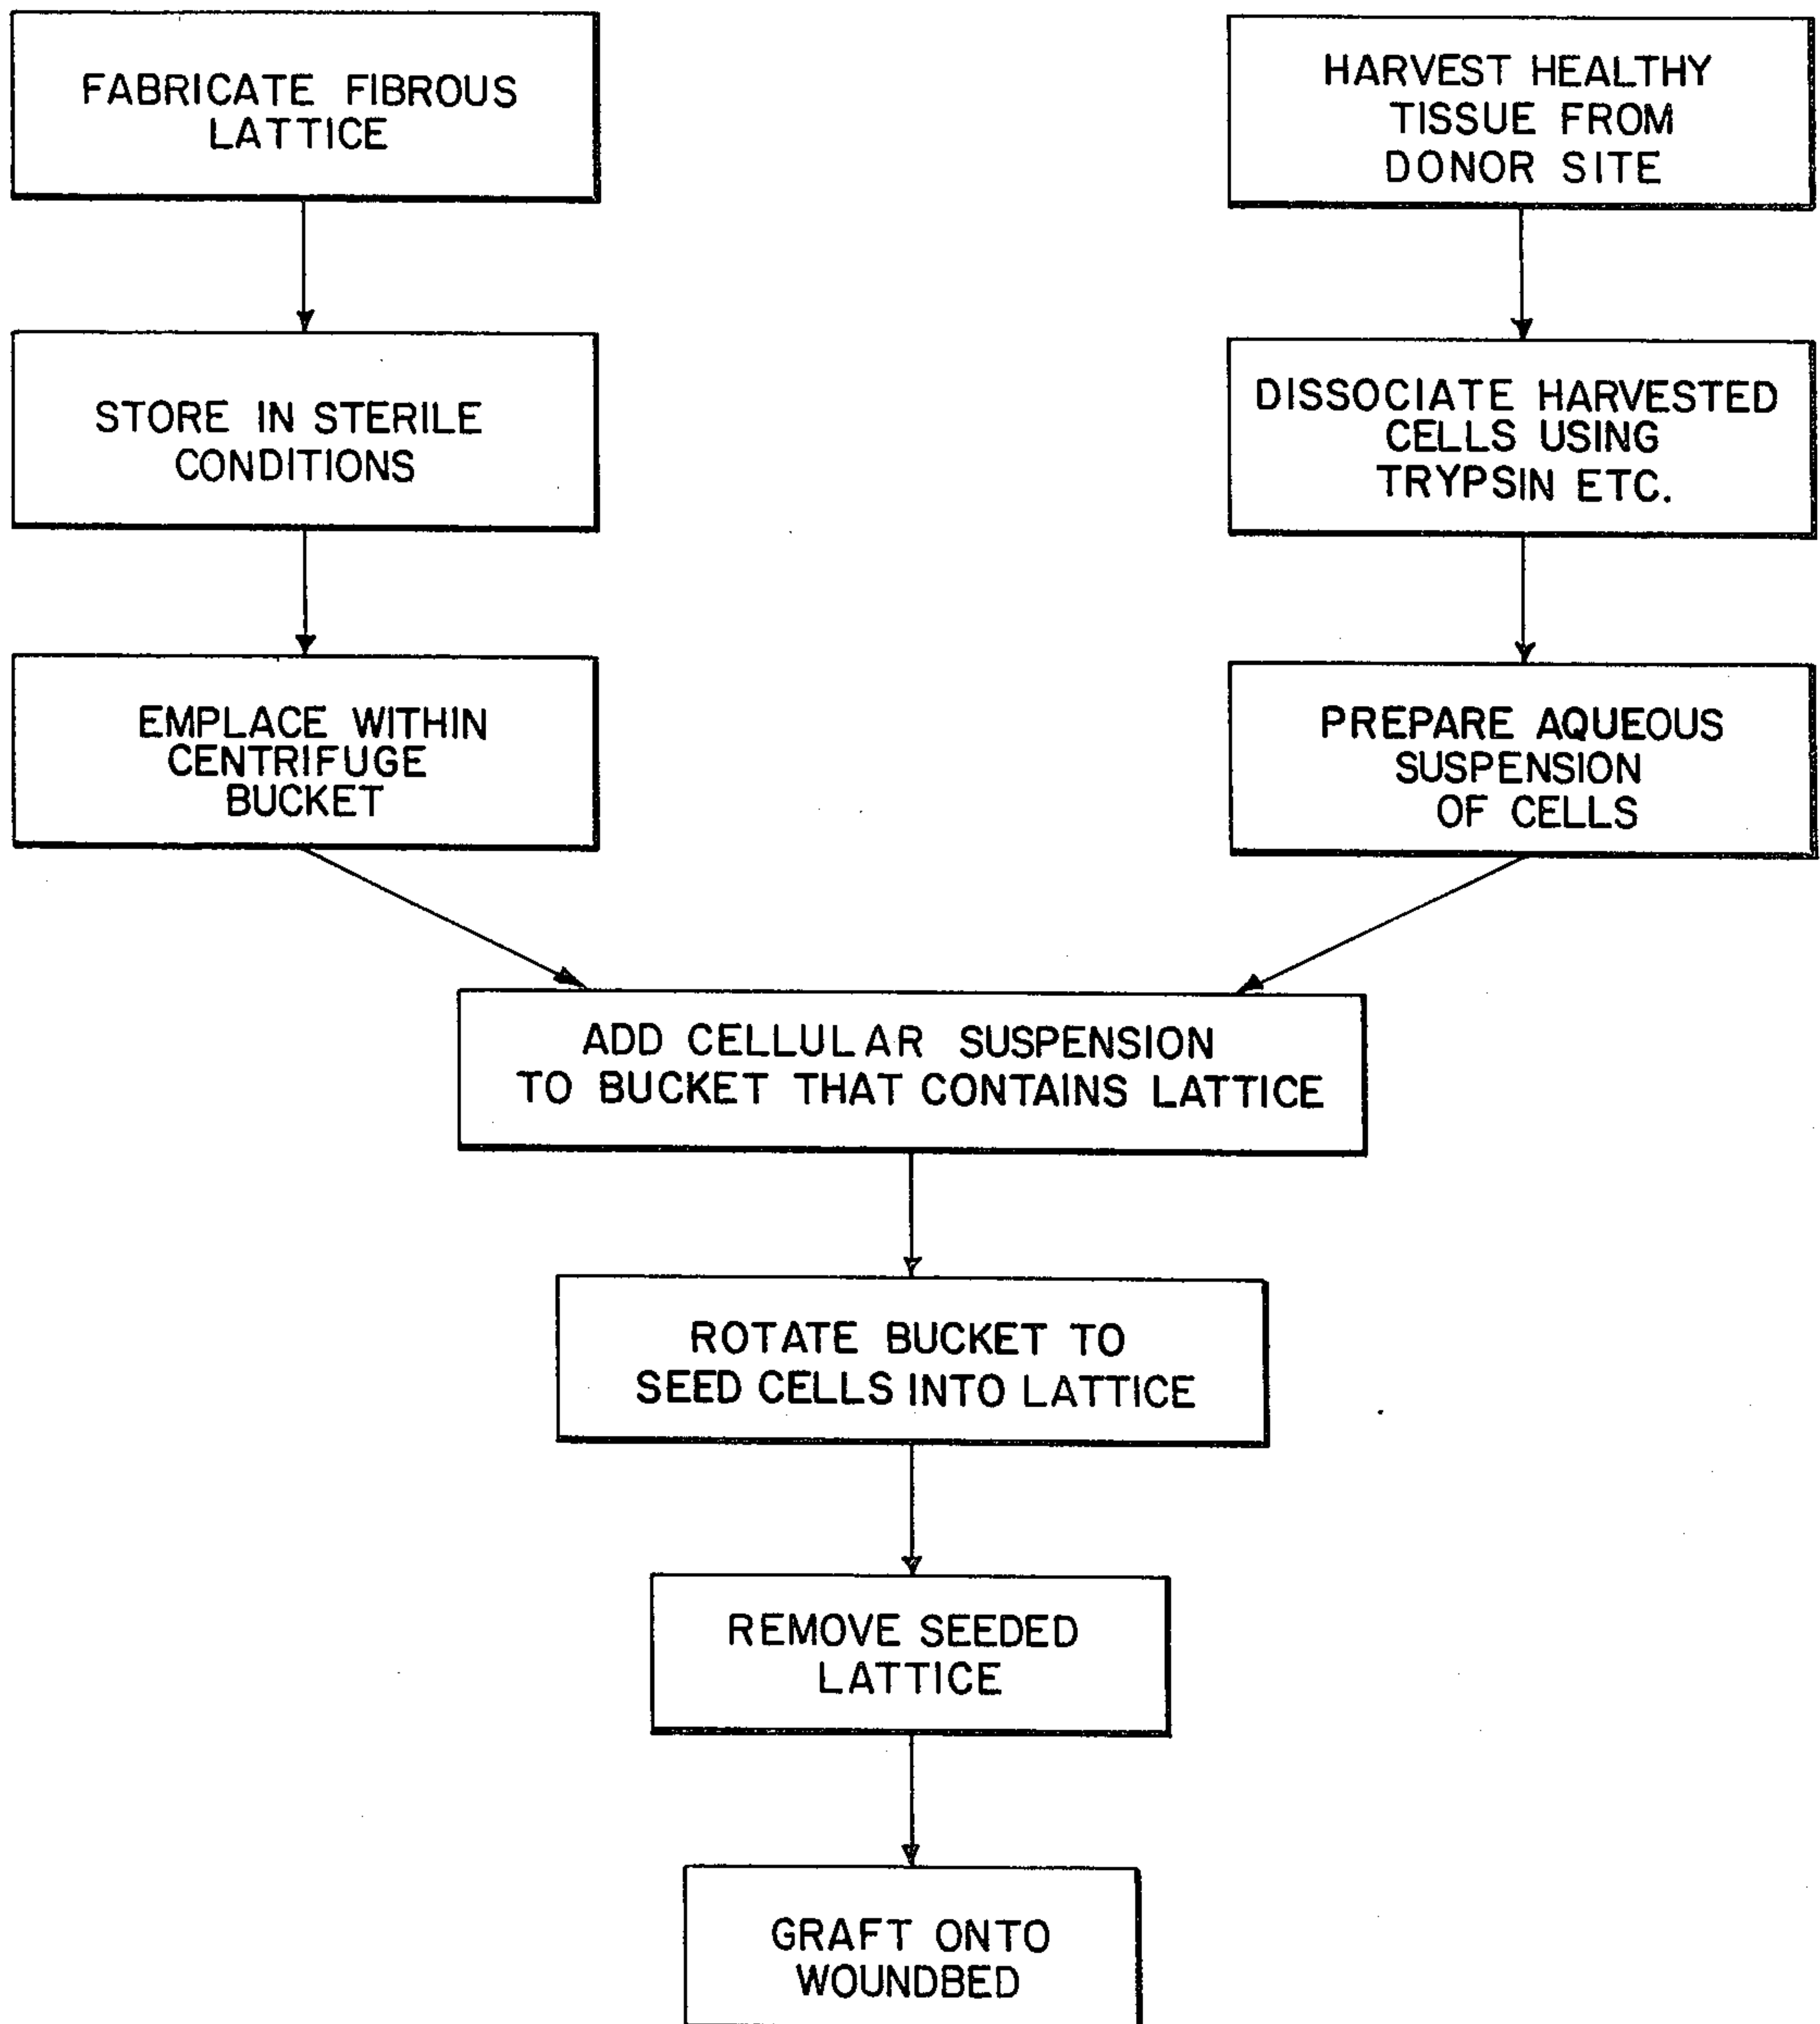 FABRICATE FIBROUS
LATTICE
HARVEST HEALTHY
TISSUE FROM
DONOR SITE
STORE IN STERILE
CONDITIONS
DISSOCIATE HARVESTED
CELLS USING
TRYPSIN ETC.
EMPLACE WITHIN
CENTRIFUGE
BUCKET
PREPARE AQUEOUS
SUSPENSION
OF CELLS
ADD CELLULAR SUSPENSION
TO BUCKET THAT CONTAINS LATTICE
ROTATE BUCKET TO
SEED CELLS INTO LATTICE
REMOVE SEEDED
LATTICE
GRAFT ONTO
WOUNDBED